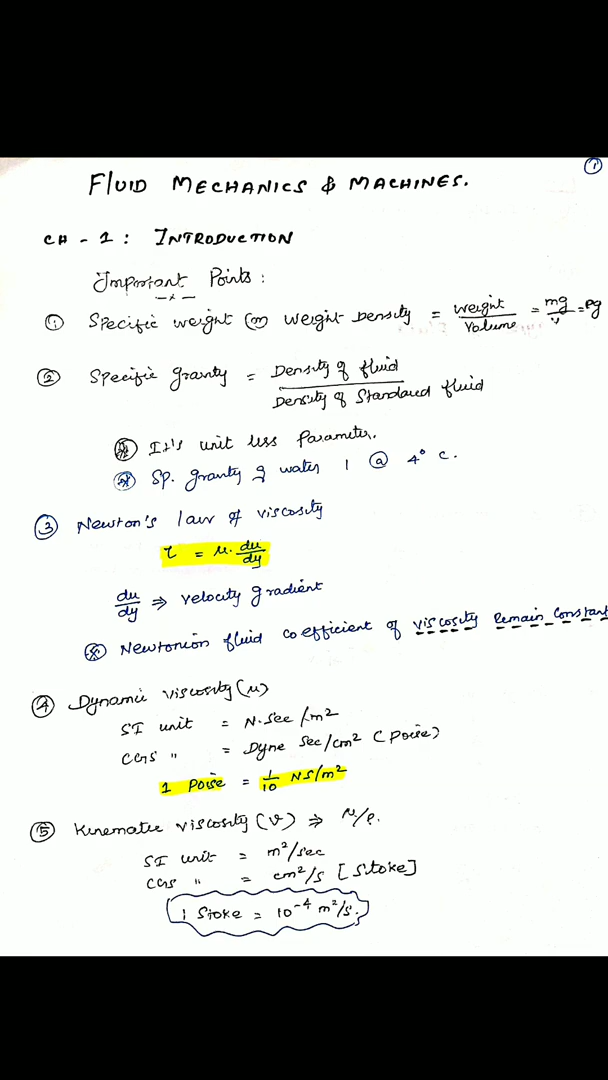 ①
FLUID MECHANICS & MACHINES.
CH - 1 : INTRODUCTION
Important Points :
① Specific weight (or) weight Density = weight/Volume = mg/v = ρg
② Specific gravity = Density of fluid/Density of Standard fluid
It's unit less Parameter.
Sp. gravity of water 1 @ 4° c.
③ Newton's law of viscosity
τ = μ. du/dy
du/dy ⇒ velocity gradient
Newtonion fluid coefficient of viscosity remain constant
④ Dynamic viscosity (μ)
SI unit = N.sec/m²
CGS " = Dyne sec/cm² (Poise)
1 Poise = 1/10 NS/m²
⑤ Kinematic viscosity (ν) ⇒ μ/ρ.
SI unit = m²/sec
CGS " = cm²/s [Stoke]
1 Stoke = 10⁻⁴ m²/s.